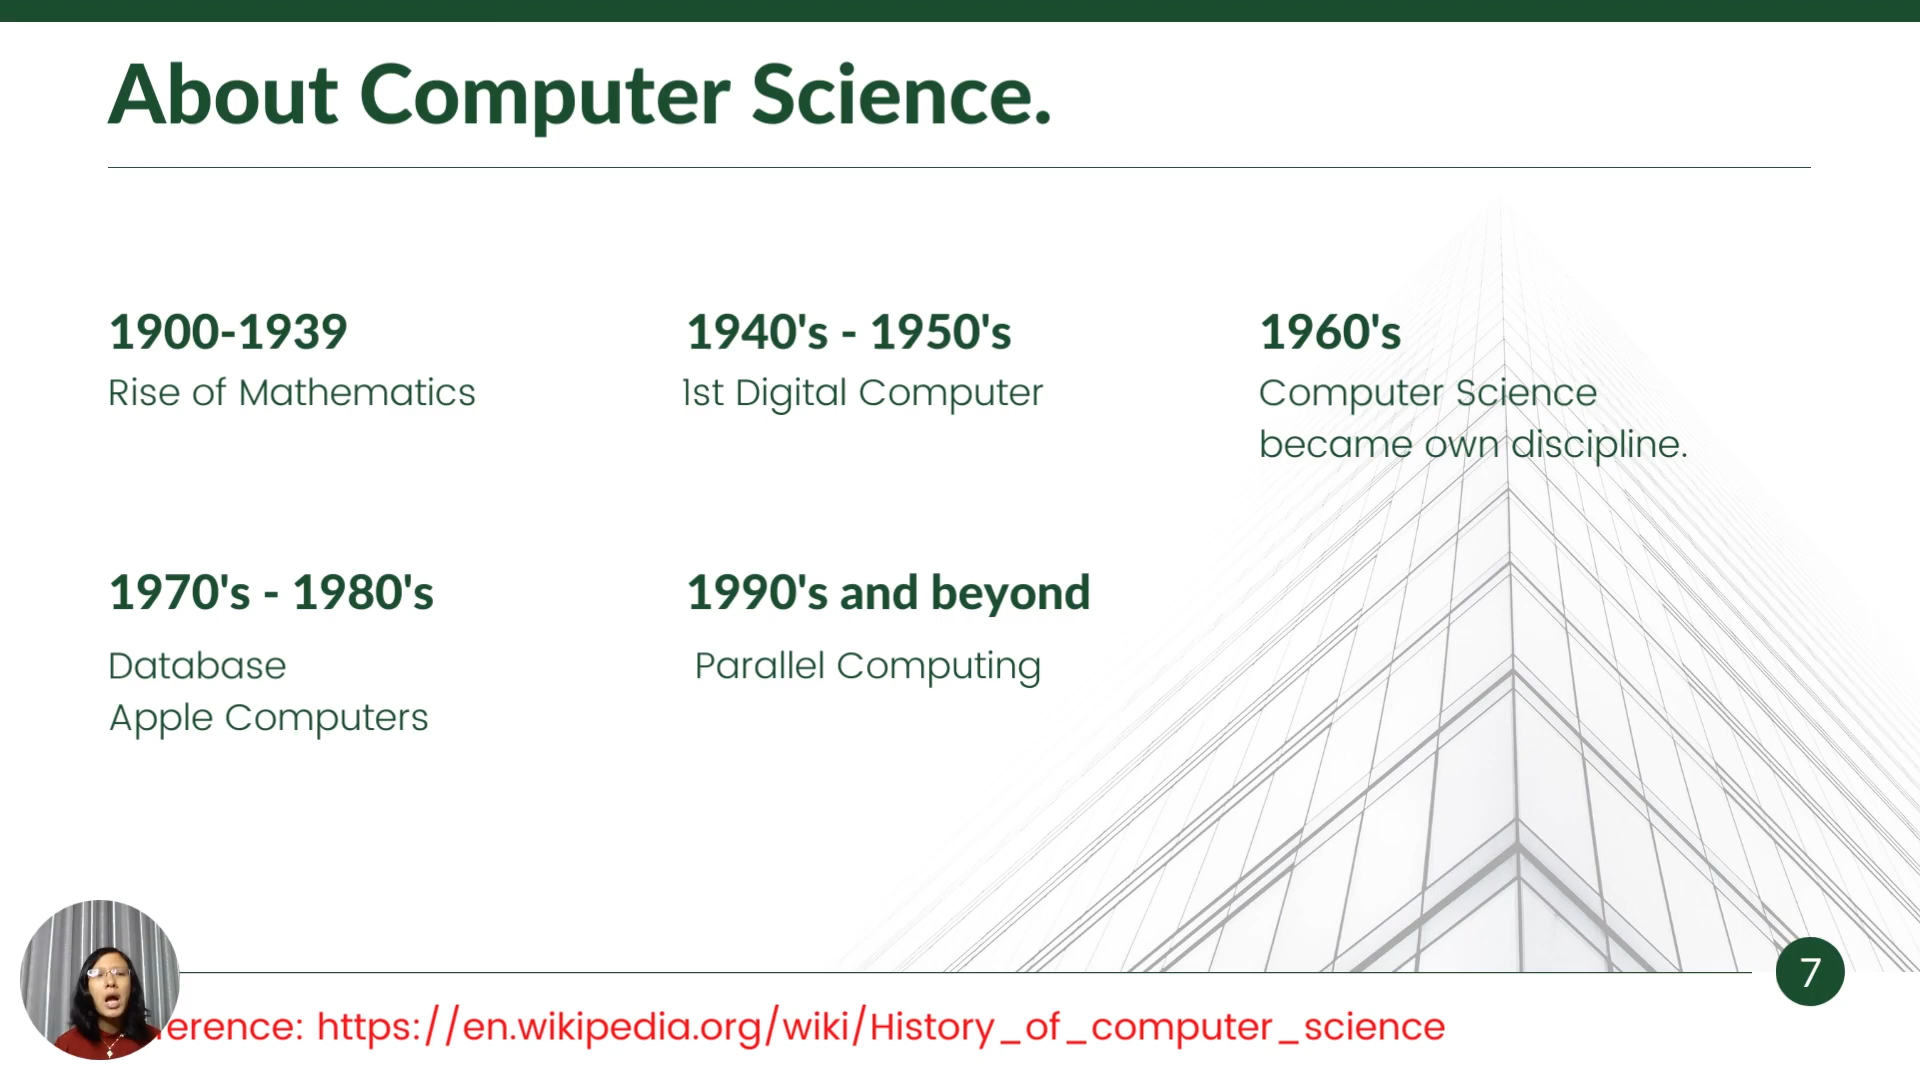 About Computer Science.
1900-1939
Rise of Mathematics
1940's - 1950's
1st Digital Computer
1960's
Computer Science
became own discipline.
1970's - 1980's
Database
Apple Computers
1990's and beyond
Parallel Computing
7
erence: https://en.wikipedia.org/wiki/History_of_computer_science